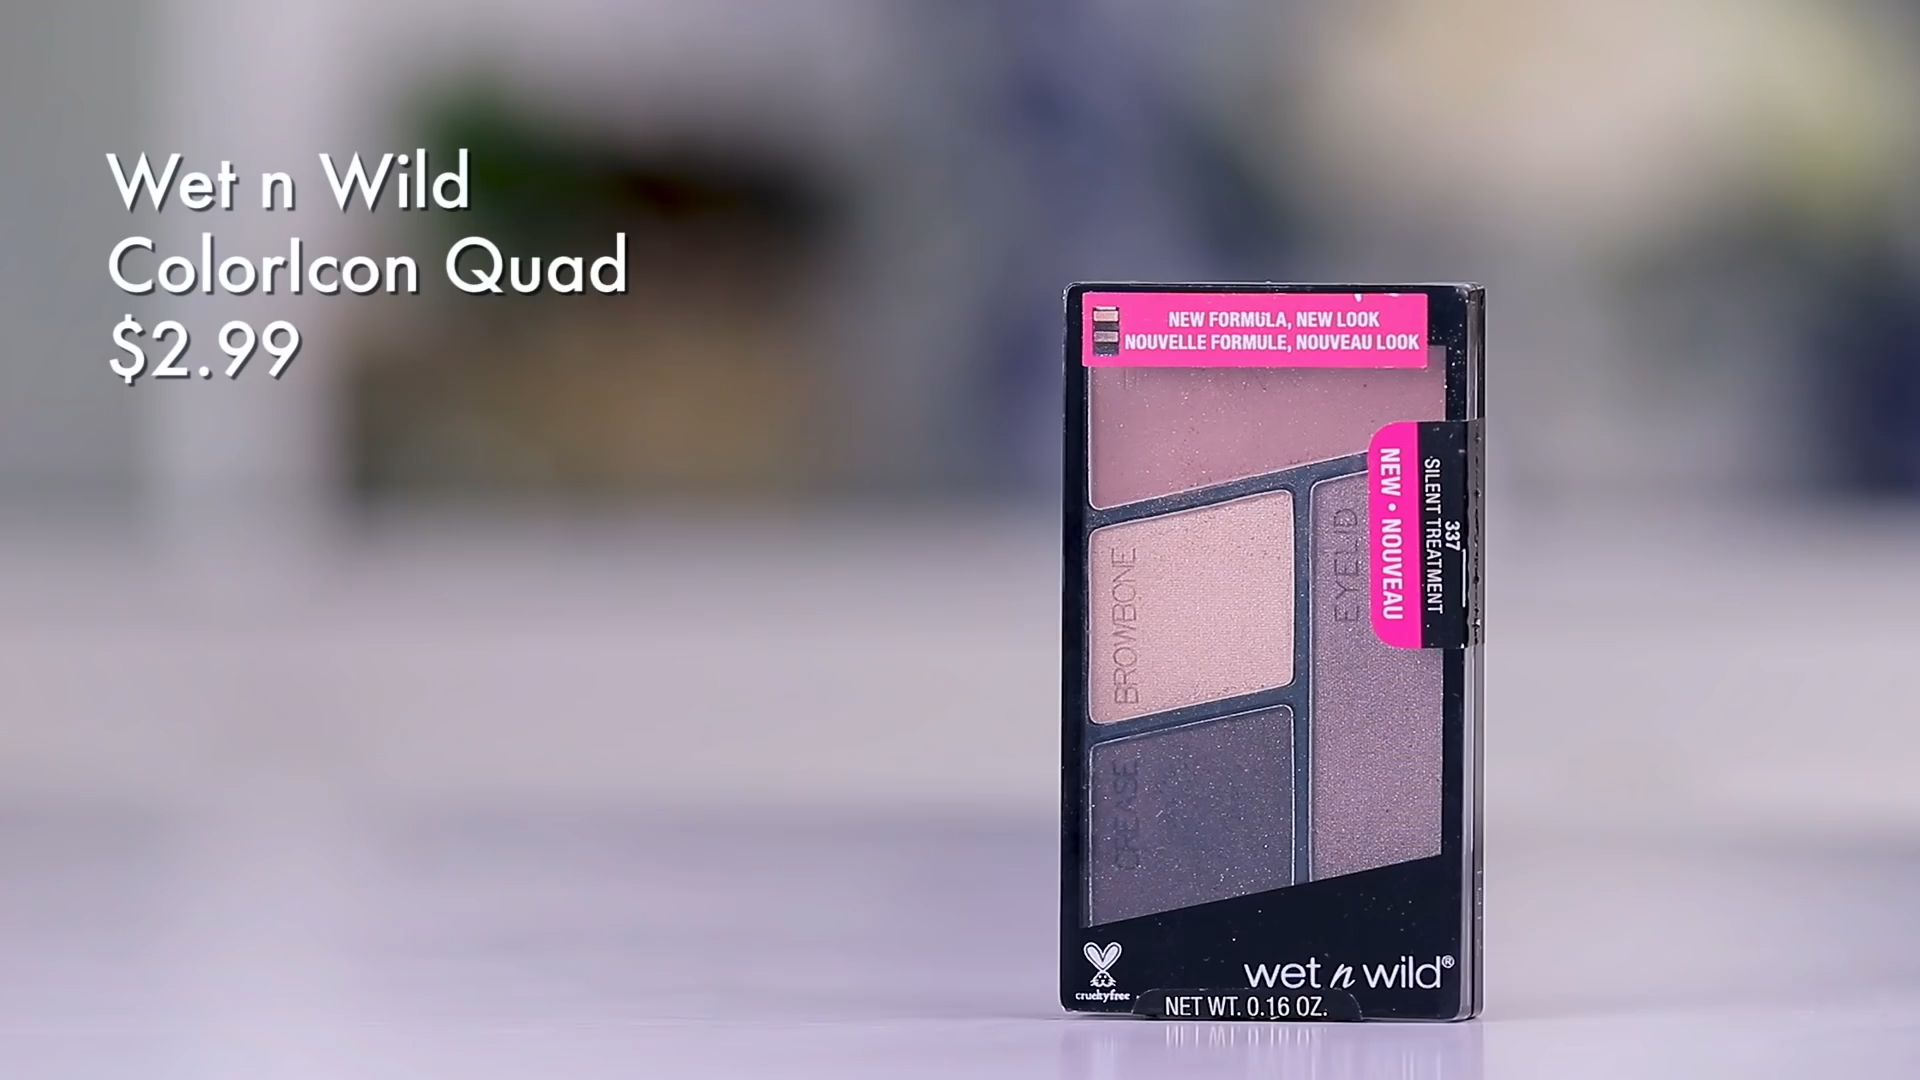 Wet n Wild
ColorIcon Quad
$2.99
NEW FORMULA, NEW LOOK
NOUVELLE FORMULE, NOUVEAU LOOK
NEW • NOUVEAU
337
SILENT TREATMENT
EYELID
BROWBONE
CREASE
crueltyfree
wet n wild®
NET WT. 0.16 OZ.